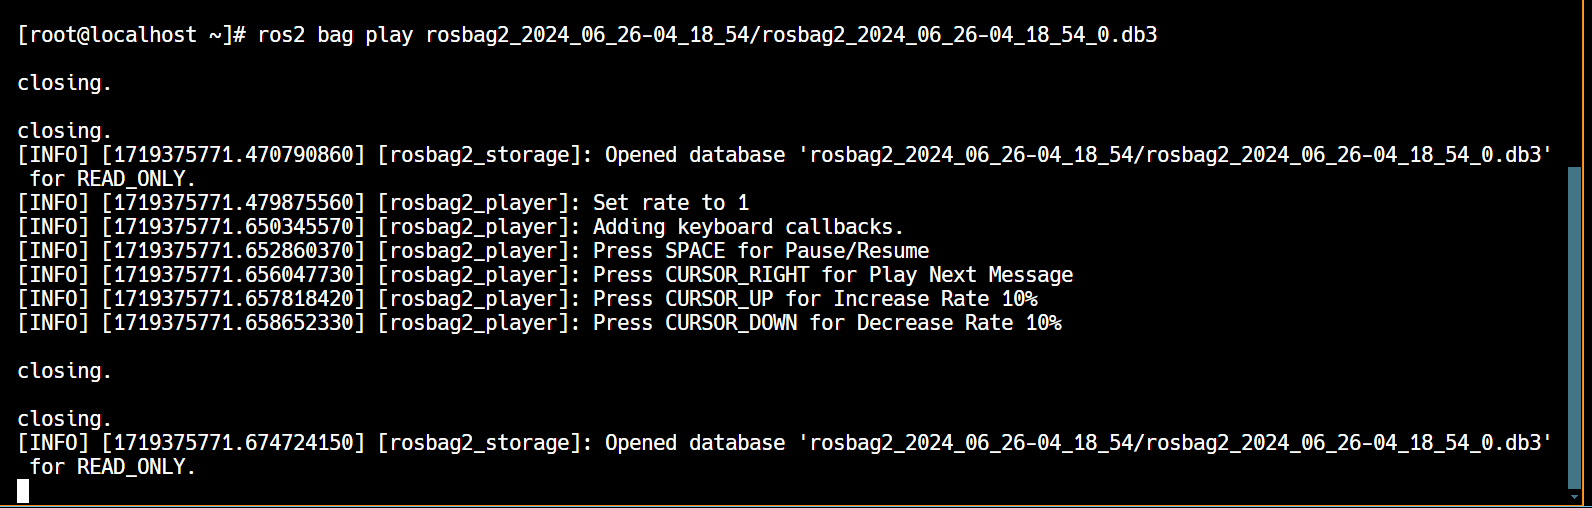 [root@localhost ~]# ros2 bag play rosbag2_2024_06_26-04_18_54/rosbag2_2024_06_26-04_18_54_0.db3
closing.
closing.
[INFO] [1719375771.470790860] [rosbag2_storage]: Opened database 'rosbag2_2024_06_26-04_18_54/rosbag2_2024_06_26-04_18_54_0.db3'
for READ_ONLY.
[INFO] [1719375771.479875560] [rosbag2_player]: Set rate to 1
[INFO] [1719375771.650345570] [rosbag2_player]: Adding keyboard callbacks.
[INFO] [1719375771.652860370] [rosbag2_player]: Press SPACE for Pause/Resume
[INFO] [1719375771.656047730] [rosbag2_player]: Press CURSOR_RIGHT for Play Next Message
[INFO] [1719375771.657818420] [rosbag2_player]: Press CURSOR_UP for Increase Rate 10%
[INFO] [1719375771.658652330] [rosbag2_player]: Press CURSOR_DOWN for Decrease Rate 10%
closing.
closing.
[INFO] [1719375771.674724150] [rosbag2_storage]: Opened database 'rosbag2_2024_06_26-04_18_54/rosbag2_2024_06_26-04_18_54_0.db3'
for READ_ONLY.